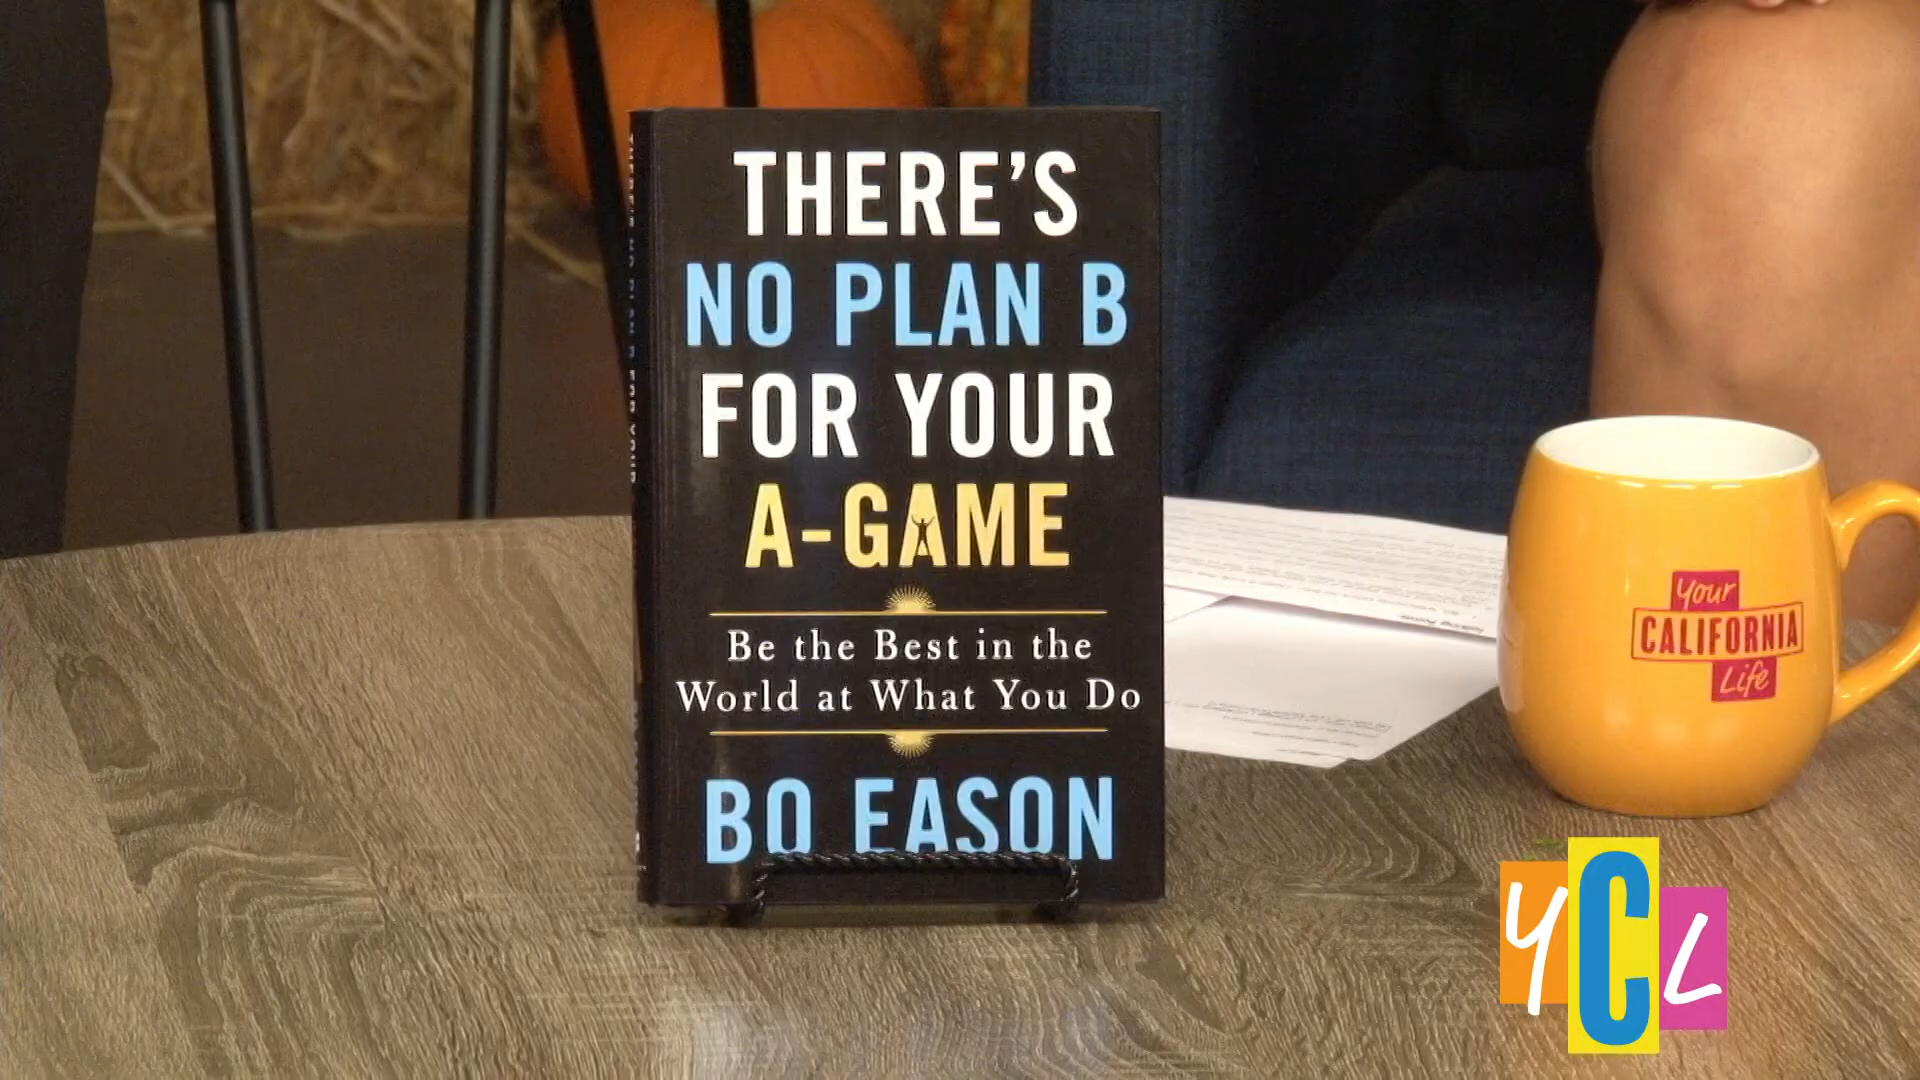 THERE'S
NO PLAN B
FOR YOUR
A-GAME
Be the Best in the
World at What You Do
BO EASON
Your
CALIFORNIA
Life
YCL